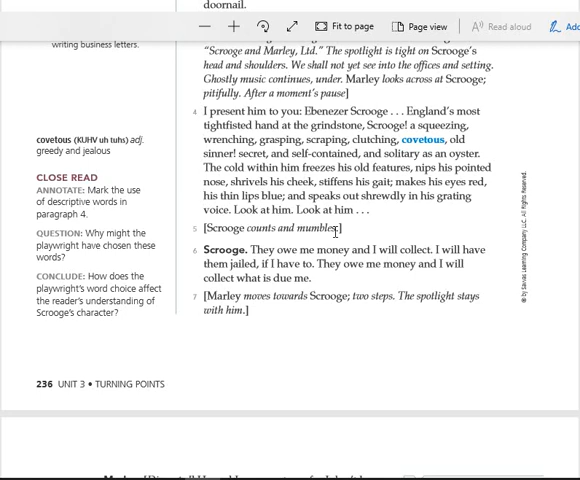 doornail.
Fit to page
Page view
Read aloud
writing business letters.
"Scrooge and Marley, Ltd." The spotlight is tight on Scrooge's
head and shoulders. We shall not yet see into the offices and setting.
Ghostly music continues, under. Marley looks across at Scrooge;
pitifully. After a moment's pause]
4 I present him to you: Ebenezer Scrooge . . . England's most
tightfisted hand at the grindstone, Scrooge! a squeezing,
wrenching, grasping, scraping, clutching, covetous, old
sinner! secret, and self-contained, and solitary as an oyster.
The cold within him freezes his old features, nips his pointed
nose, shrivels his cheek, stiffens his gait; makes his eyes red,
his thin lips blue; and speaks out shrewdly in his grating
voice. Look at him. Look at him . . .
5 [Scrooge counts and mumbles.]
6 Scrooge. They owe me money and I will collect. I will have
them jailed, if I have to. They owe me money and I will
collect what is due me.
7 [Marley moves towards Scrooge; two steps. The spotlight stays
with him.]
covetous (KUHV uh tuhs) adj.
greedy and jealous
CLOSE READ
ANNOTATE: Mark the use
of descriptive words in
paragraph 4.
QUESTION: Why might the
playwright have chosen these
words?
CONCLUDE: How does the
playwright's word choice affect
the reader's understanding of
Scrooge's character?
© by Savvas Learning Company LLC. All Rights Reserved.
236 UNIT 3 • TURNING POINTS